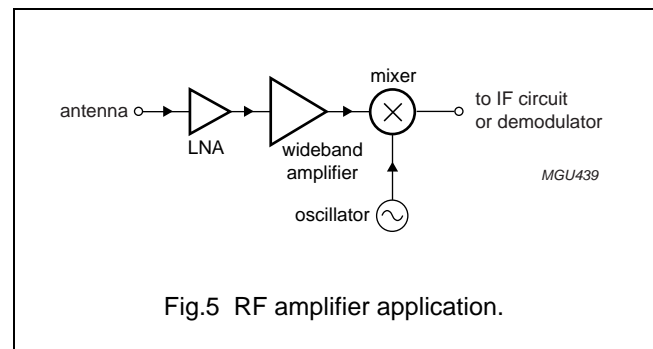 mixer
antenna
to IF circuit
or demodulator
LNA
wideband
amplifier
MGU439
oscillator
Fig.5 RF amplifier application.